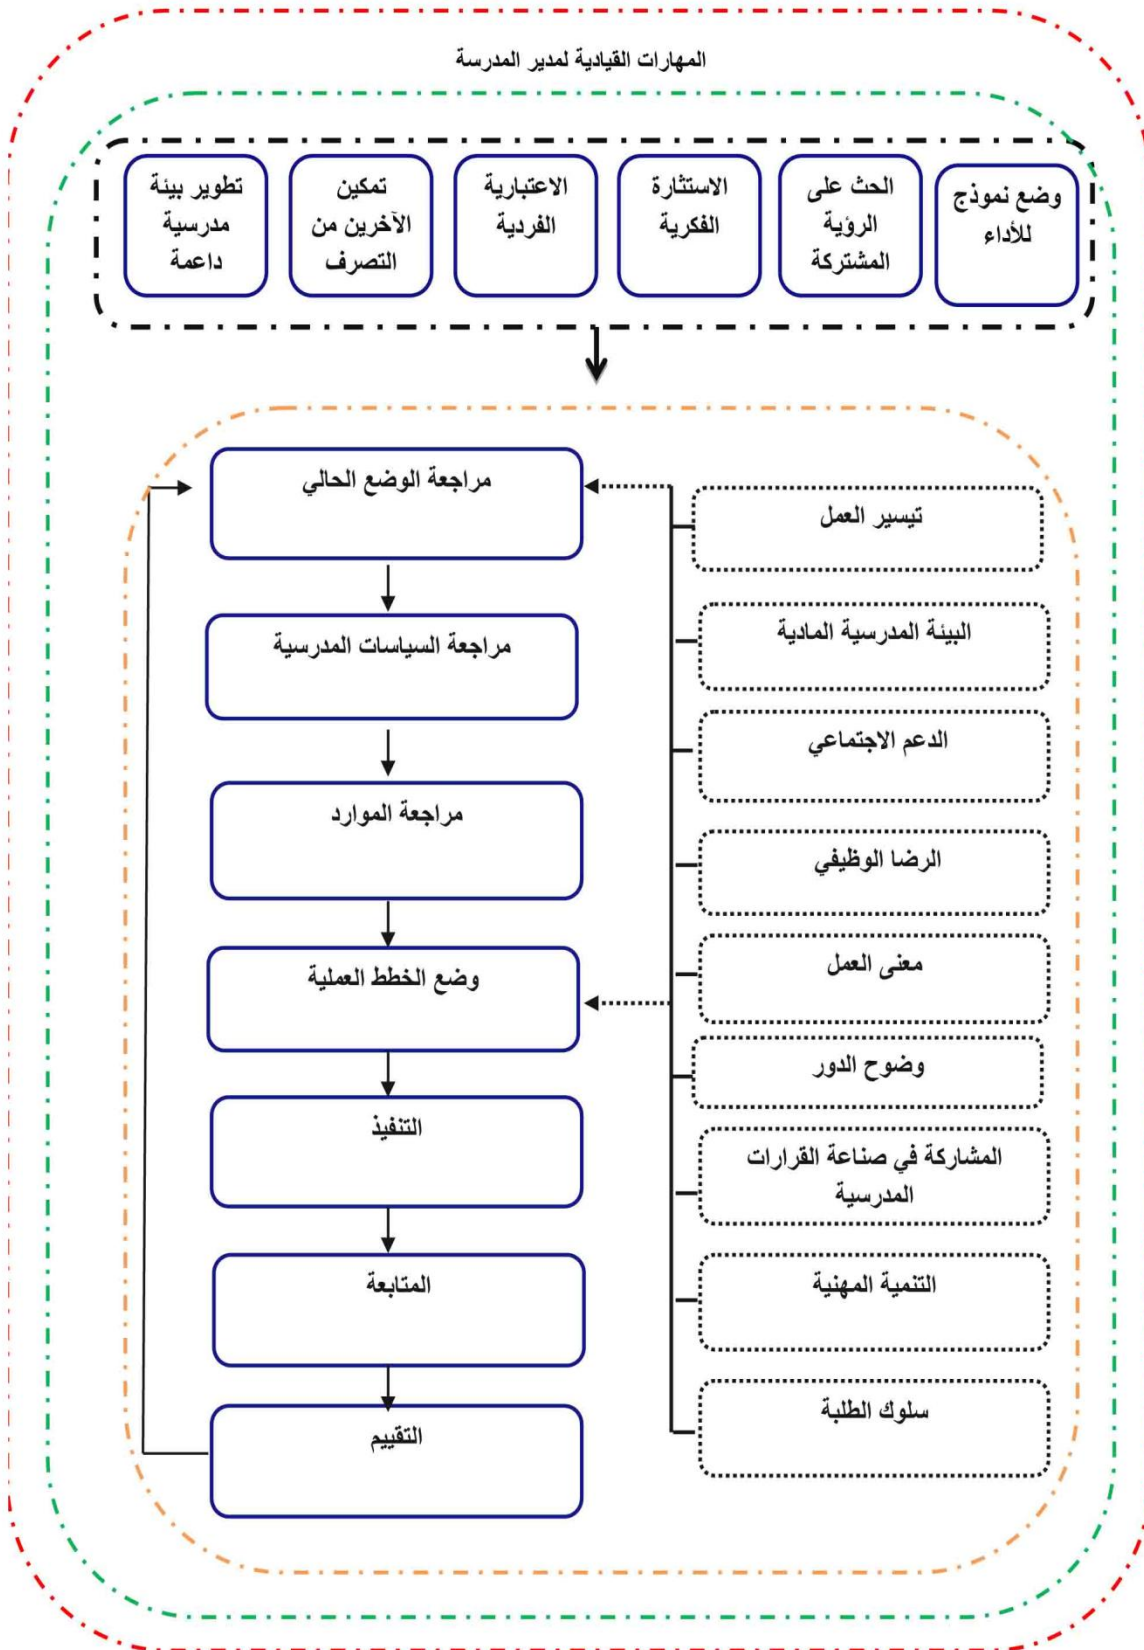 المهارات القيادية لمدير المدرسة
وضع نموذج
للأداء
الحث على
الرؤية
المشتركة
الاستثارة
الفكرية
الاعتبارية
الفردية
تمكين
الآخرين من
التصرف
تطوير بيئة
مدرسية
داعمة
مراجعة الوضع الحالي
مراجعة السياسات المدرسية
مراجعة الموارد
وضع الخطط العملية
التنفيذ
المتابعة
التقييم
تيسير العمل
البيئة المدرسية المادية
الدعم الاجتماعي
الرضا الوظيفي
معنى العمل
وضوح الدور
المشاركة في صناعة القرارات
المدرسية
التنمية المهنية
سلوك الطلبة